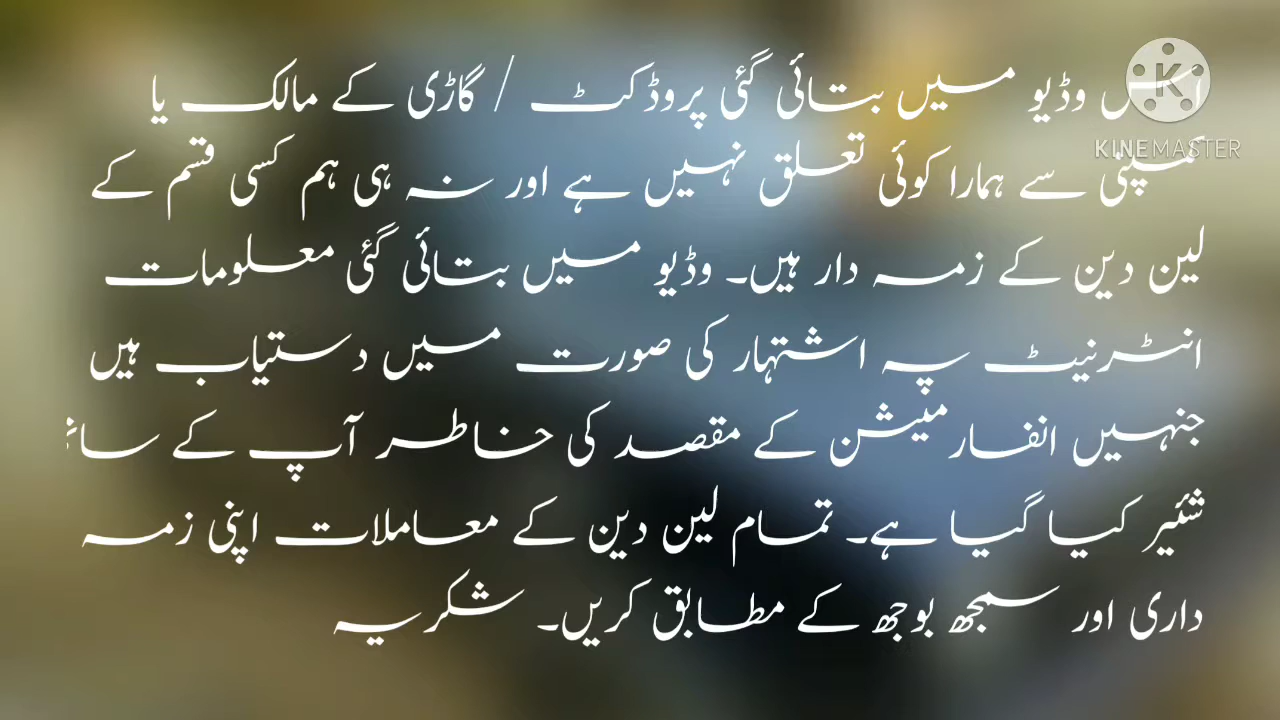 اس وڈیو میں بتائی گئی پروڈکٹ / گاڑی کے مالک یا
کمپنی سے ہمارا کوئی تعلق نہیں ہے اور نہ ہی ہم کسی قسم کے
لین دین کے زمہ دار ہیں۔ وڈیو میں بتائی گئی معلومات
انٹرنیٹ پہ اشتہار کی صورت میں دستیاب ہیں
جنہیں انفارمیشن کے مقصد کی خاطر آپ کے
شئیر کیا گیا ہے۔ تمام لین دین کے معاملات اپنی زمہ
داری اور سمجھ بوجھ کے مطابق کریں۔ شکریہ
K
KINEMASTER